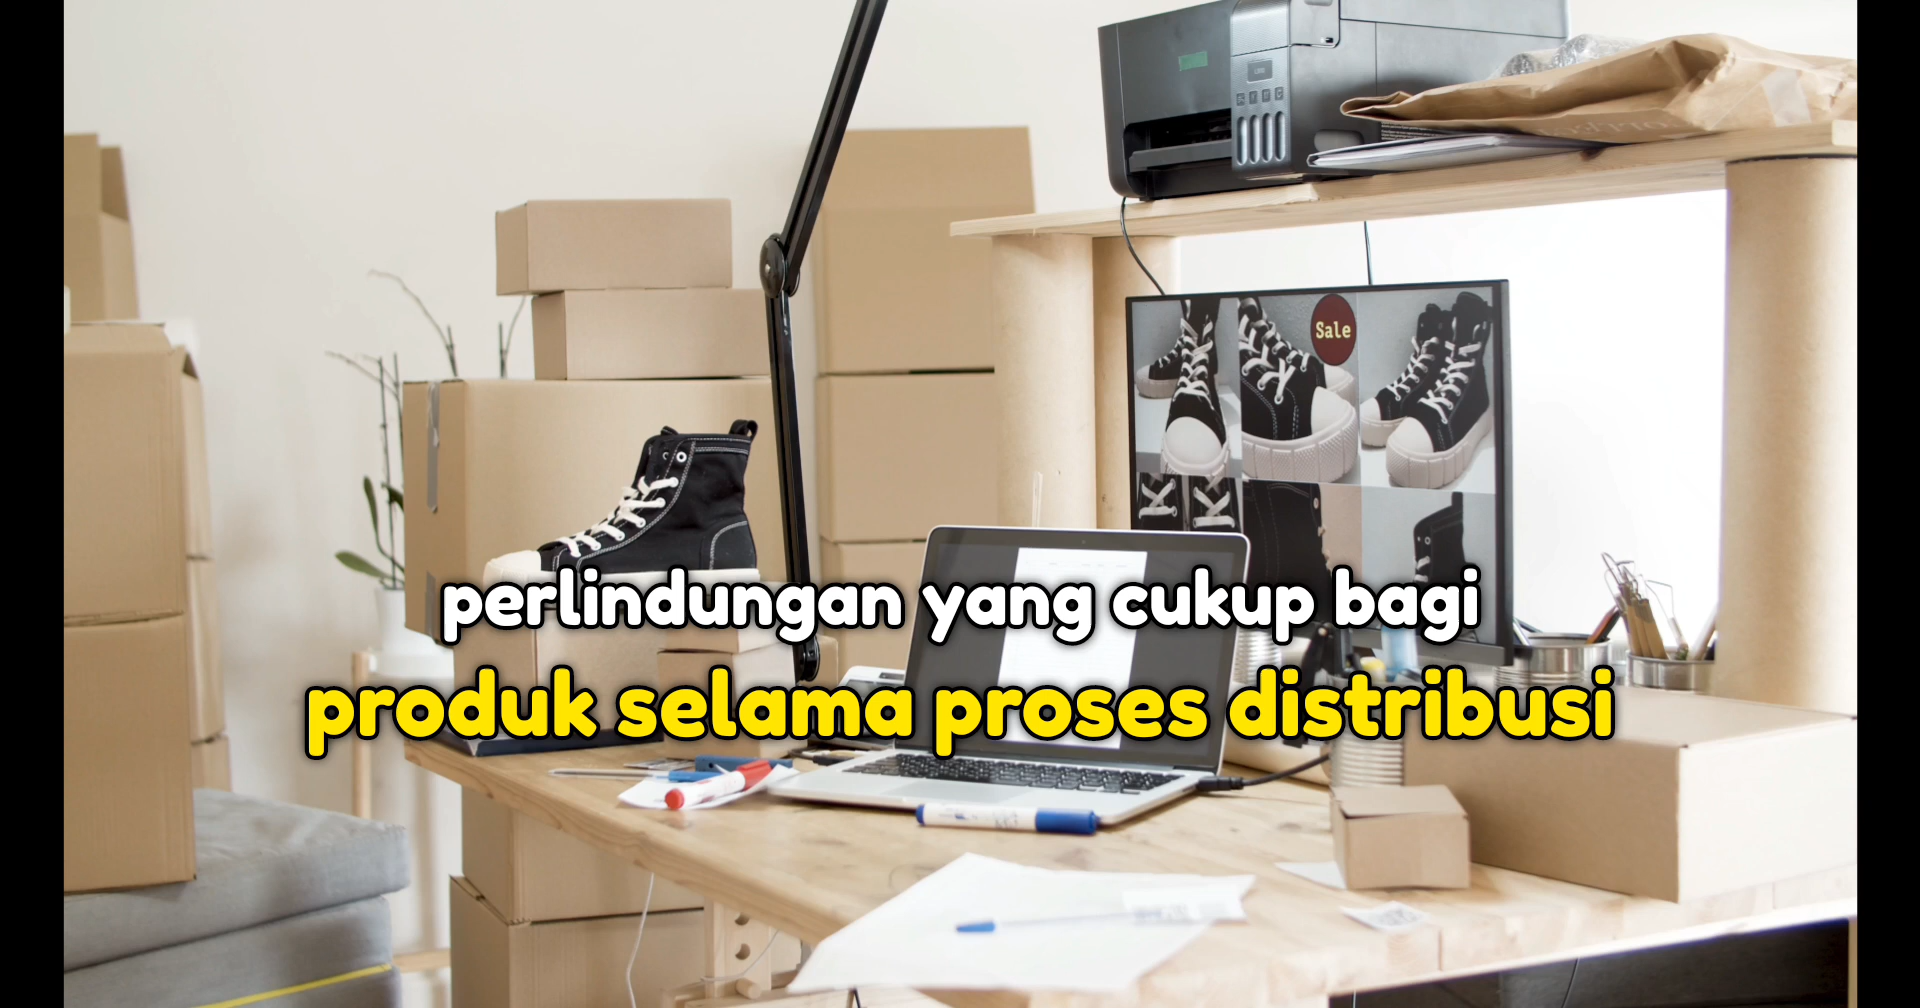 Sale
perlindungan yang cukup bagi
produk selama proses distribusi